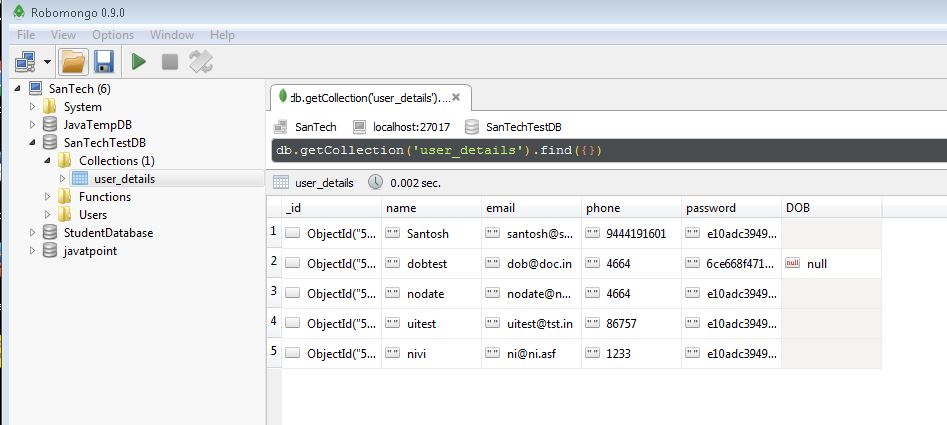 Robomongo 0.9.0
File View Options Window Help
SanTech (6)
System
JavaTempDB
SanTechTestDB
Collections (1)
user_details
Functions
Users
StudentDatabase
javatpoint
db.getCollection('user_details'). ...
SanTech localhost:27017 SanTechTestDB
db.getCollection('user_details').find({})
user_details 0.002 sec.
_id name email phone password DOB
1 ObjectId("5... "" Santosh "" santosh@s... "" 9444191601 "" e10adc3949...
2 ObjectId("5... "" dobtest "" dob@doc.in "" 4664 "" 6ce668f471... null null
3 ObjectId("5... "" nodate "" nodate@n... "" 4664 "" e10adc3949...
4 ObjectId("5... "" uitest "" uitest@tst.in "" 86757 "" e10adc3949...
5 ObjectId("5... "" nivi "" ni@ni.asf "" 1233 "" e10adc3949...